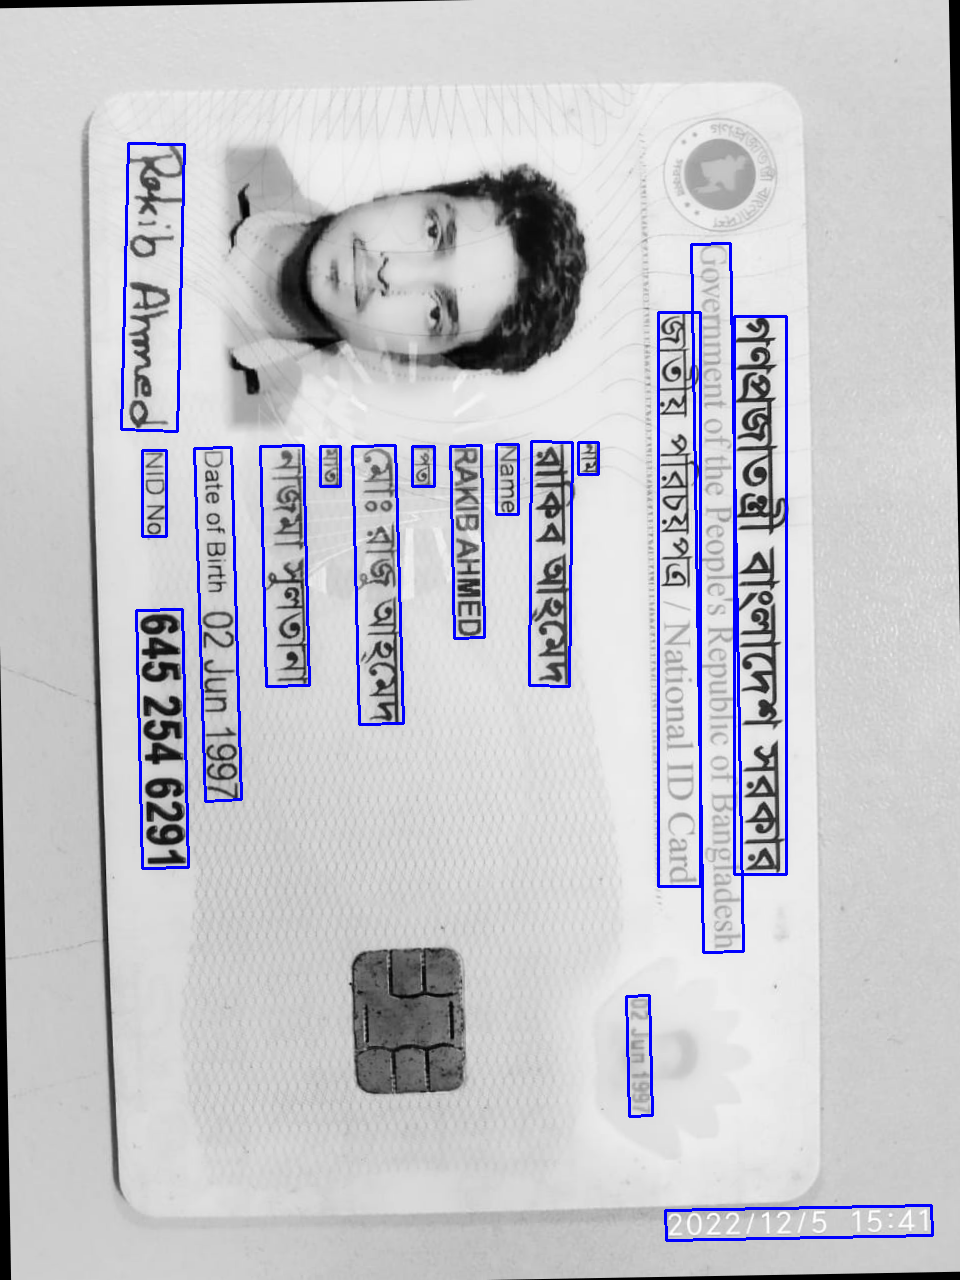 গণপ্রজাতন্ত্রী বাংলাদেশ সরকার
Government of the People's Republic of Bangladesh
জাতীয় পরিচয়পত্র / National ID Card
নাম
রাকিব আহমেদ
Name
RAKIB AHMED
পিতা
মোঃ রাজু আহমেদ
মাতা
নাজমা সুলতানা
Date of Birth 02 Jun 1997
NID No 645 254 6291
Rakib Ahmed
02 Jun 1997
2022/12/5 15:41